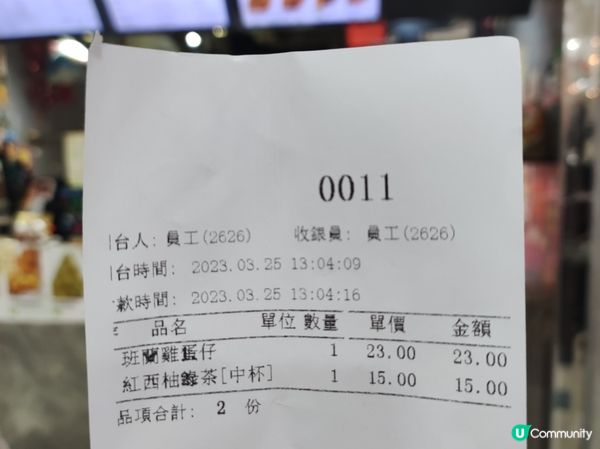 0011
台人: 員工(2626) 收銀員: 員工(2626)
台時間: 2023.03.25 13:04:09
款時間: 2023.03.25 13:04:16
品名 單位 數量 單價 金額
班蘭雞蛋仔 1 23.00 23.00
紅西柚綠茶[中杯] 1 15.00 15.00
品項合計: 2 份
U Community